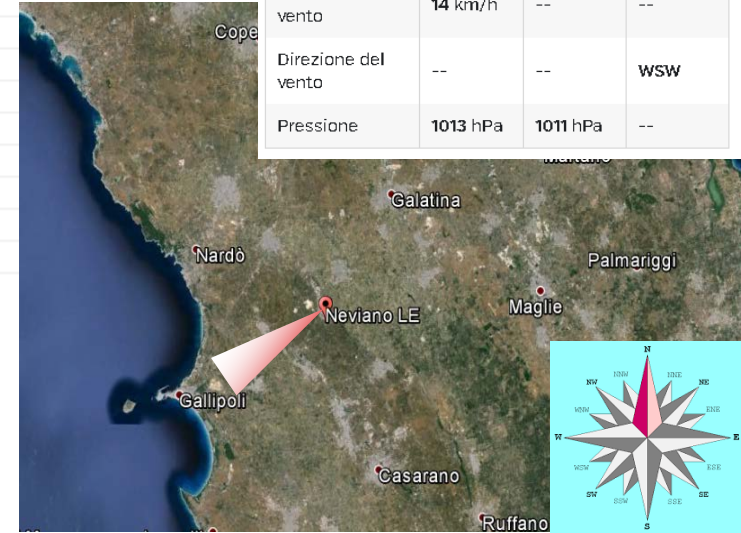 vento
14 km/h
--
--
Direzione del
vento
--
--
WSW
Pressione
1013 hPa
1011 hPa
--
Cope
Galatina
Nardò
Palmariggi
Neviano LE
Maglie
Gallipoli
Casarano
Ruffano
N
NNW
NNE
NW
NE
WNW
ENE
W
E
WSW
ESE
SW
SE
SSW
SSE
S